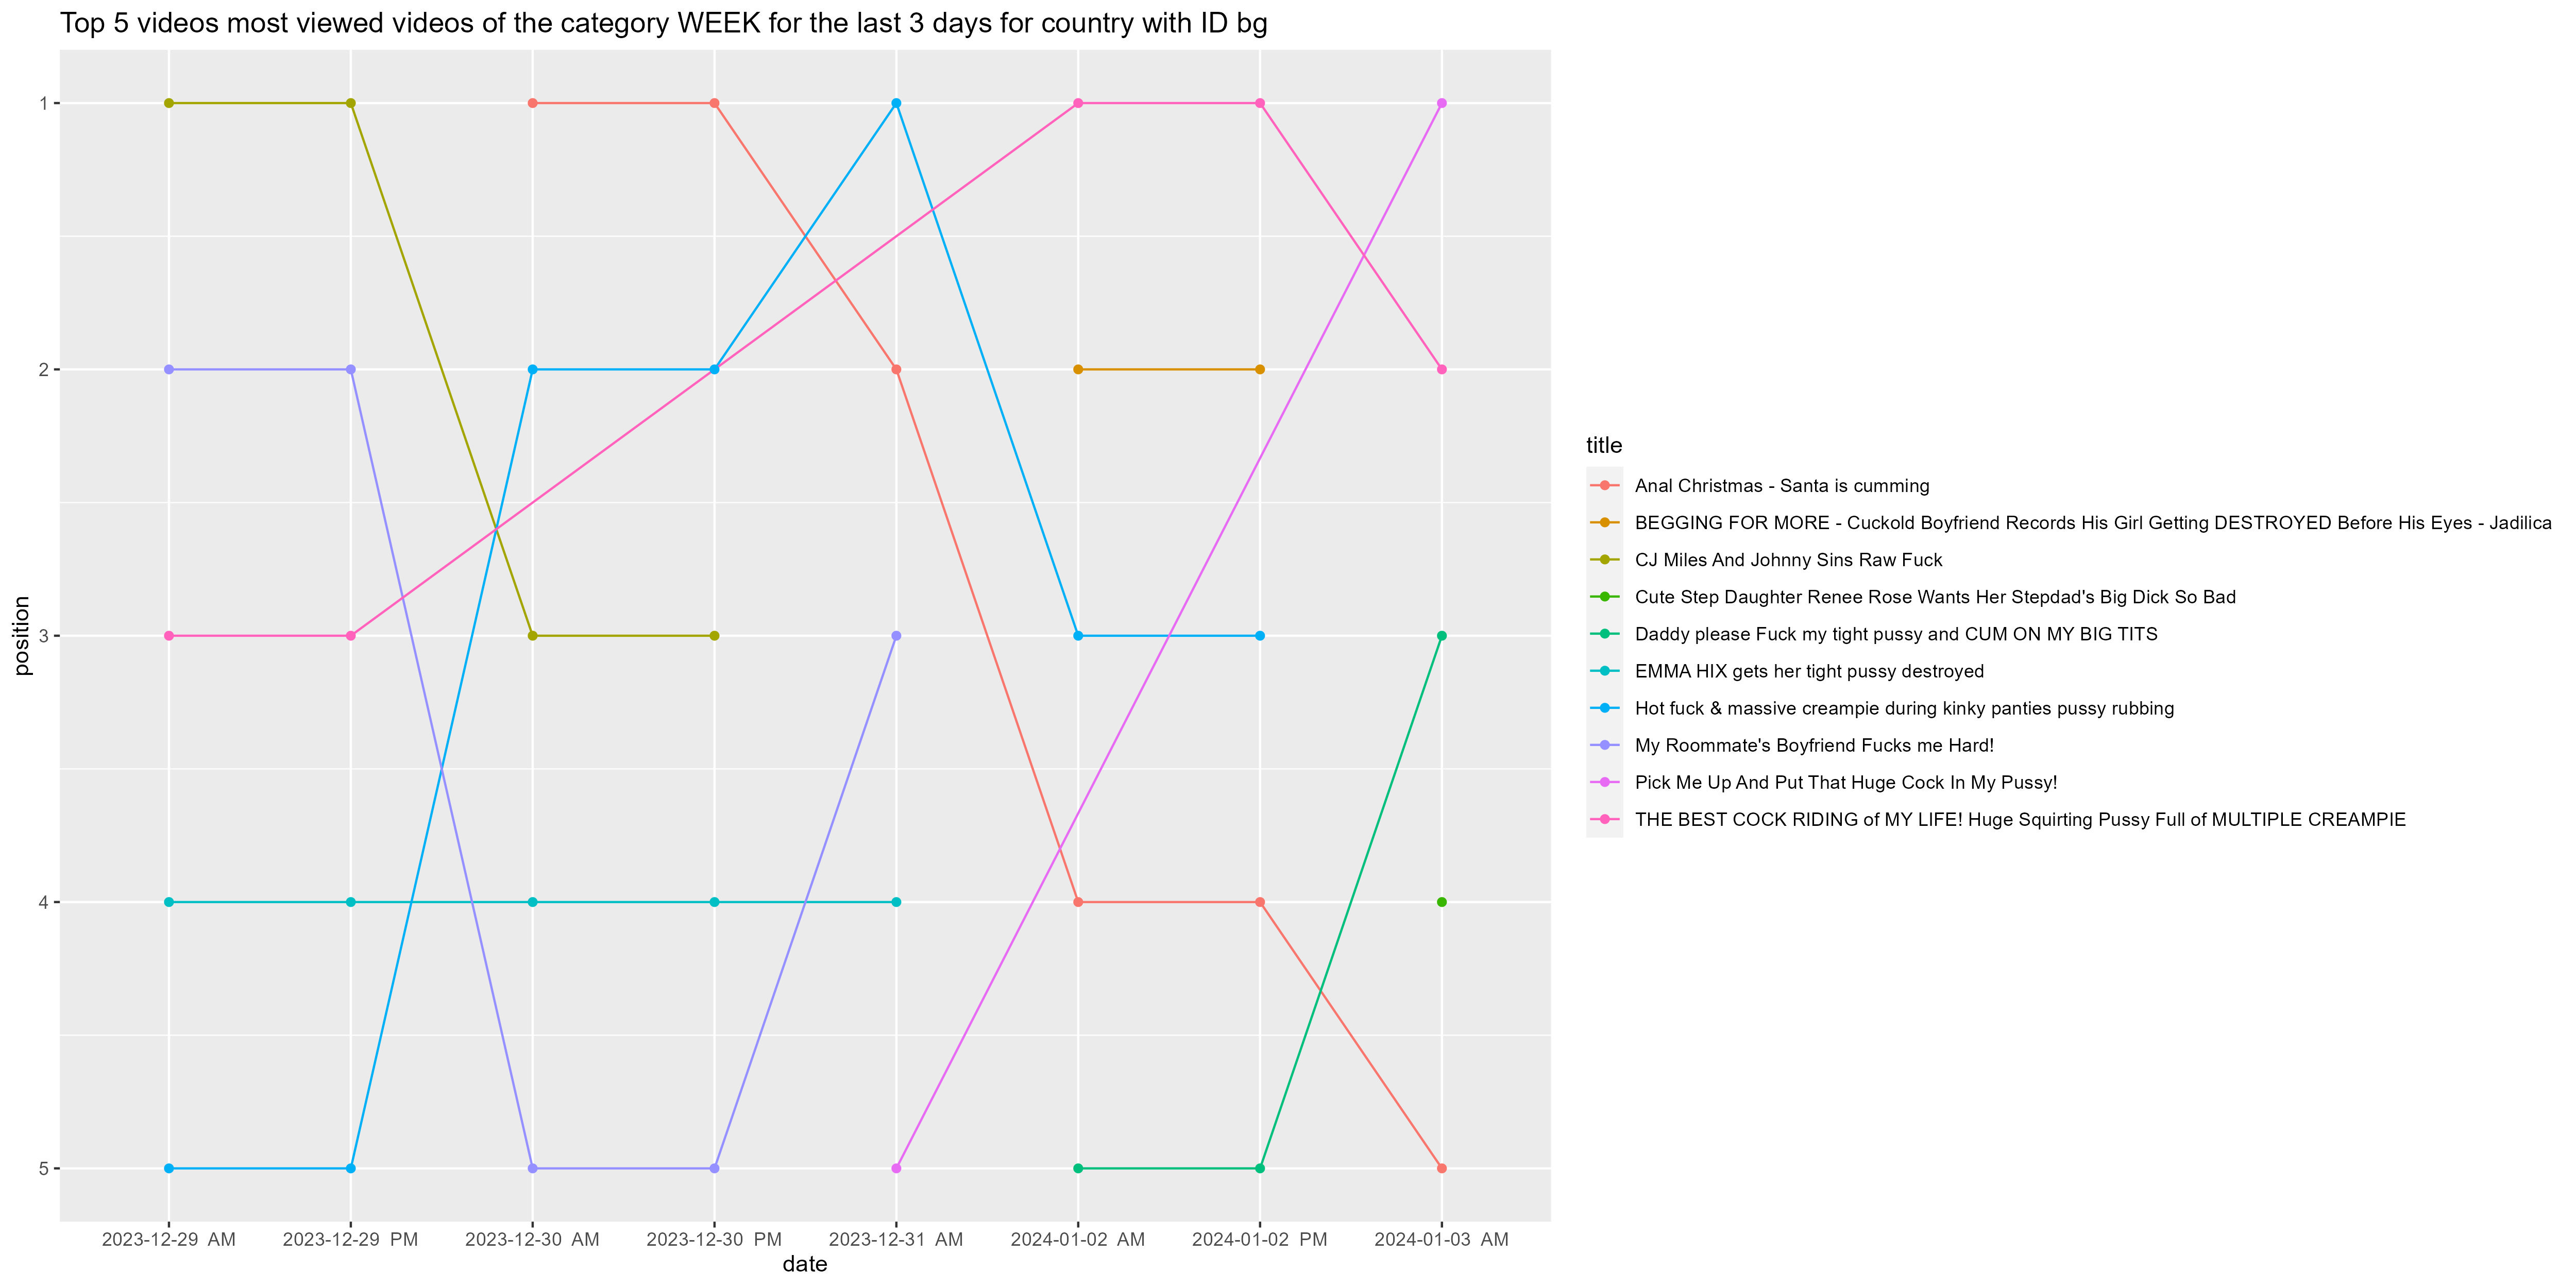 Top 5 videos most viewed videos of the category WEEK for the last 3 days for country with ID bg
position
1
2
3
4
5
2023-12-29 AM
2023-12-29 PM
2023-12-30 AM
2023-12-30 PM
2023-12-31 AM
2024-01-02 AM
2024-01-02 PM
2024-01-03 AM
date
title
Anal Christmas - Santa is cumming
BEGGING FOR MORE - Cuckold Boyfriend Records His Girl Getting DESTROYED Before His Eyes - Jadilica
CJ Miles And Johnny Sins Raw Fuck
Cute Step Daughter Renee Rose Wants Her Stepdad's Big Dick So Bad
Daddy please Fuck my tight pussy and CUM ON MY BIG TITS
EMMA HIX gets her tight pussy destroyed
Hot fuck & massive creampie during kinky panties pussy rubbing
My Roommate's Boyfriend Fucks me Hard!
Pick Me Up And Put That Huge Cock In My Pussy!
THE BEST COCK RIDING of MY LIFE! Huge Squirting Pussy Full of MULTIPLE CREAMPIE